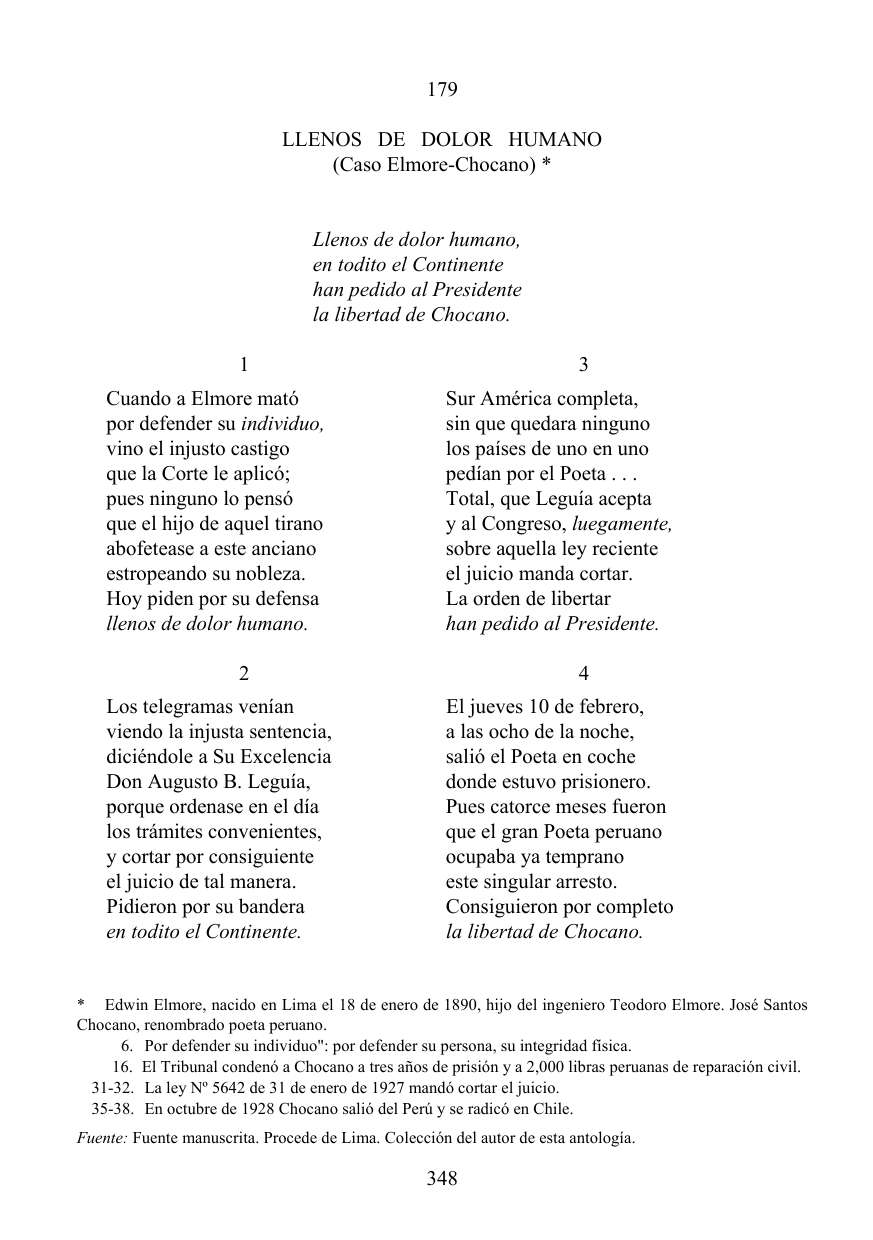 179
LLENOS DE DOLOR HUMANO
(Caso Elmore-Chocano) *
Llenos de dolor humano,
en todito el Continente
han pedido al Presidente
la libertad de Chocano.
1
Cuando a Elmore mató
por defender su individuo,
vino el injusto castigo
que la Corte le aplicó;
pues ninguno lo pensó
que el hijo de aquel tirano
abofetease a este anciano
estropeando su nobleza.
Hoy piden por su defensa
llenos de dolor humano.
2
Los telegramas venían
viendo la injusta sentencia,
diciéndole a Su Excelencia
Don Augusto B. Leguía,
porque ordenase en el día
los trámites convenientes,
y cortar por consiguiente
el juicio de tal manera.
Pidieron por su bandera
en todito el Continente.
3
Sur América completa,
sin que quedara ninguno
los países de uno en uno
pedían por el Poeta . . .
Total, que Leguía acepta
y al Congreso, luegamente,
sobre aquella ley reciente
el juicio manda cortar.
La orden de libertar
han pedido al Presidente.
4
El jueves 10 de febrero,
a las ocho de la noche,
salió el Poeta en coche
donde estuvo prisionero.
Pues catorce meses fueron
que el gran Poeta peruano
ocupaba ya temprano
este singular arresto.
Consiguieron por completo
la libertad de Chocano.
* Edwin Elmore, nacido en Lima el 18 de enero de 1890, hijo del ingeniero Teodoro Elmore. José Santos
Chocano, renombrado poeta peruano.
6. Por defender su individuo": por defender su persona, su integridad física.
16. El Tribunal condenó a Chocano a tres años de prisión y a 2,000 libras peruanas de reparación civil.
31-32. La ley Nº 5642 de 31 de enero de 1927 mandó cortar el juicio.
35-38. En octubre de 1928 Chocano salió del Perú y se radicó en Chile.
Fuente: Fuente manuscrita. Procede de Lima. Colección del autor de esta antología.
348